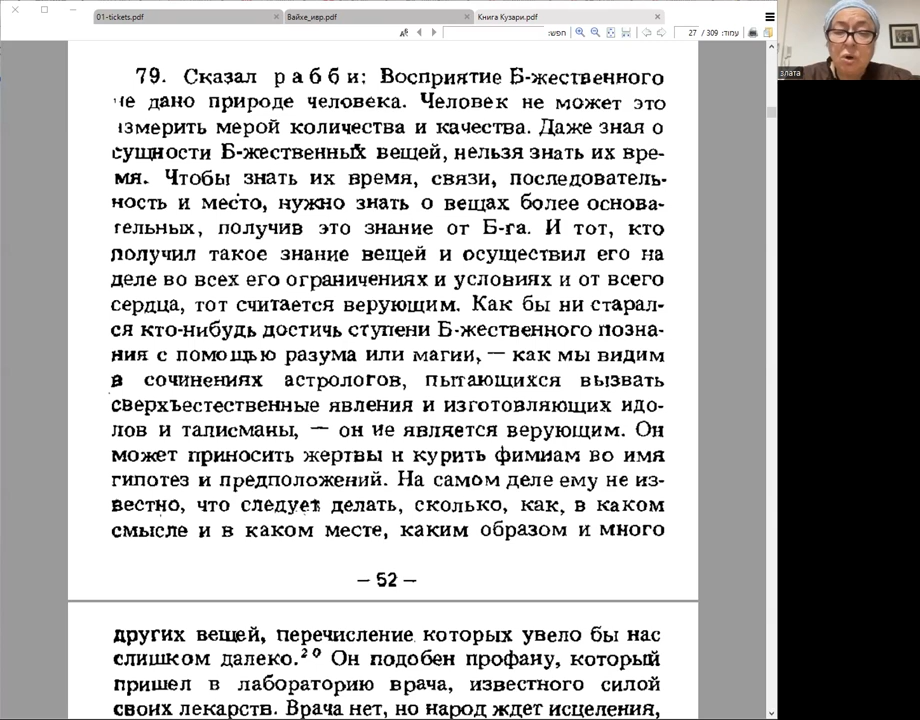 01-tickets.pdf
Вайхе_ивр.pdf
Книга Кузари.pdf
חפש:
עמוד: 27 / 309
злата
79. Сказал рабби: Восприятие Б-жественного
не дано природе человека. Человек не может это
измерить мерой количества и качества. Даже зная о
сущности Б-жественных вещей, нельзя знать их вре-
мя. Чтобы знать их время, связи, последователь-
ность и место, нужно знать о вещах более основа-
тельных, получив это знание от Б-га. И тот, кто
получил такое знание вещей и осуществил его на
деле во всех его ограничениях и условиях и от всего
сердца, тот считается верующим. Как бы ни старал-
ся кто-нибудь достичь ступени Б-жественного позна-
ния с помощью разума или магии, — как мы видим
в сочинениях астрологов, пытающихся вызвать
сверхъестественные явления и изготовляющих идо-
лов и талисманы, — он не является верующим. Он
может приносить жертвы и курить фимиам во имя
гипотез и предположений. На самом деле ему не из-
вестно, что следует делать, сколько, как, в каком
смысле и в каком месте, каким образом и много
— 52 —
других вещей, перечисление которых увело бы нас
слишком далеко.²⁰ Он подобен профану, который
пришел в лабораторию врача, известного силой
своих лекарств. Врача нет, но народ ждет исцеления,